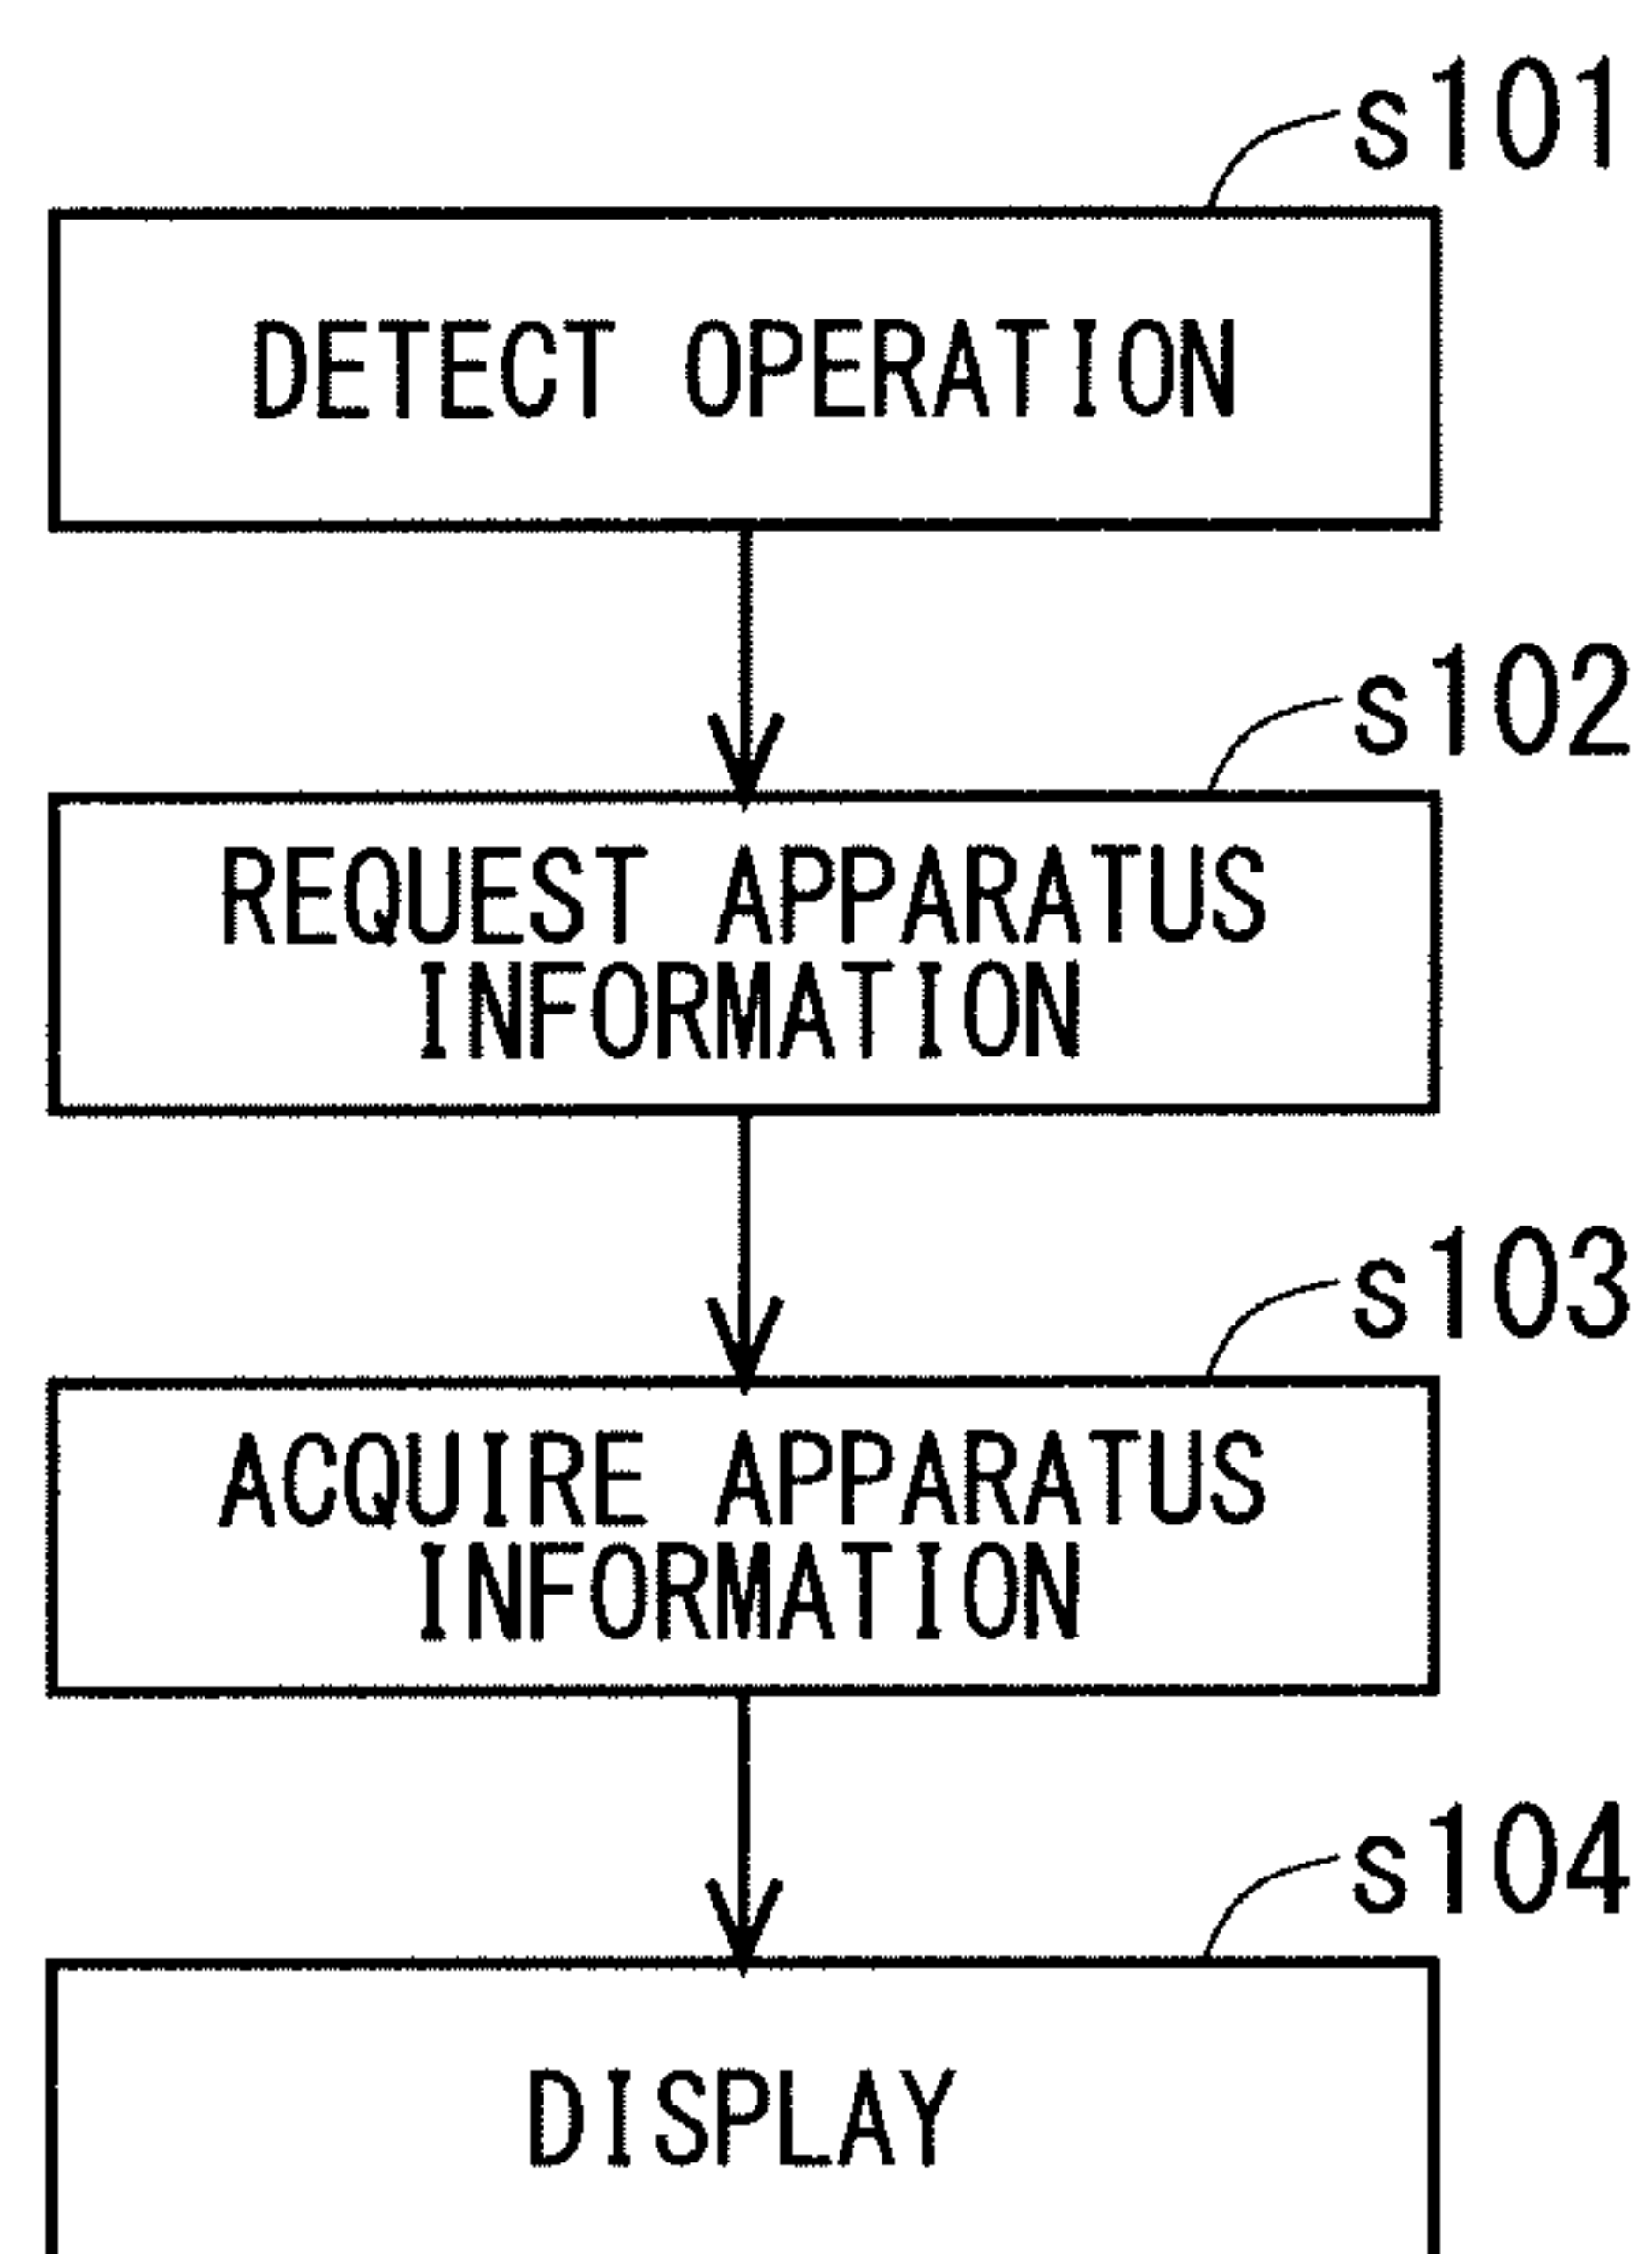 s101
DETECT OPERATION
s102
REQUEST APPARATUS
INFORMATION
s103
ACQUIRE APPARATUS
INFORMATION
s104
DISPLAY